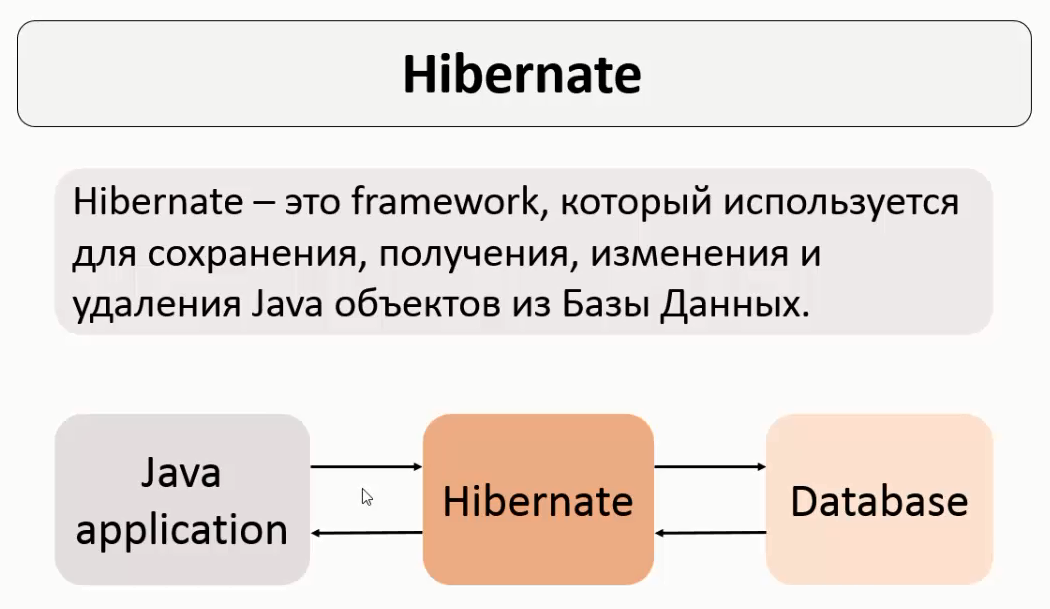 Hibernate
Hibernate – это framework, который используется
для сохранения, получения, изменения и
удаления Java объектов из Базы Данных.
Java
application
Hibernate
Database